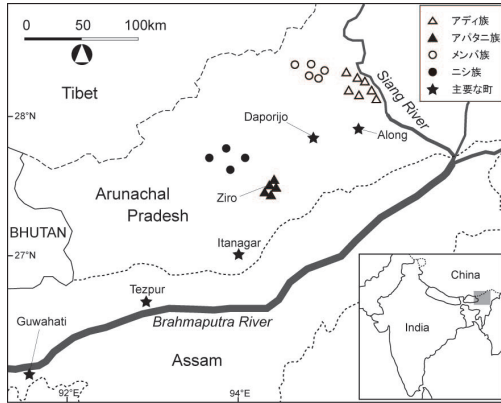 0 50 100km
Tibet
アディ族
アパタニ族
メンパ族
ニシ族
主要な町
Siang River
28°N
Daporijo
Along
Arunachal
Pradesh
Ziro
BHUTAN
Itanagar
27°N
Tezpur
Brahmaputra River
Guwahati
Assam
92°E
94°E
China
India